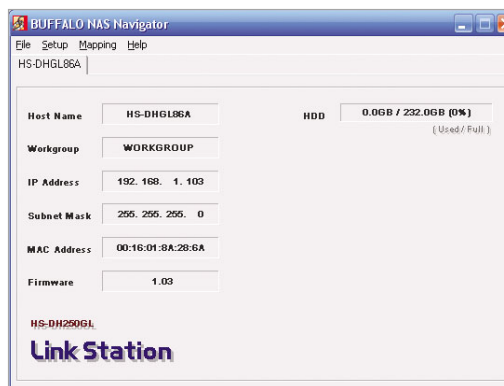 BUFFALO NAS Navigator
File Setup Mapping Help
HS-DHGL86A
Host Name HS-DHGL86A
HDD 0.0GB / 232.0GB (0%)
( Used / Full )
Workgroup WORKGROUP
IP Address 192. 168. 1. 103
Subnet Mask 255. 255. 255. 0
MAC Address 00:16:01:8A:28:6A
Firmware 1.03
HS-DH250GL
Link Station